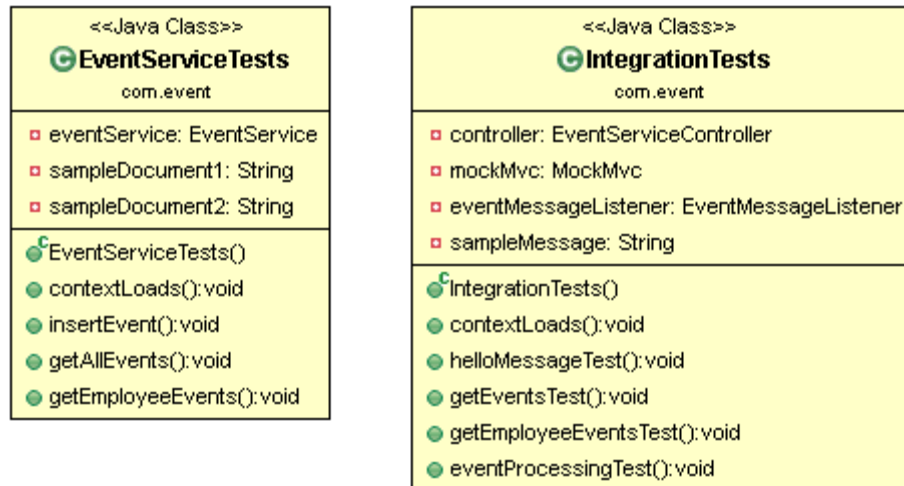 <<Java Class>>
EventServiceTests
com.event
eventService: EventService
sampleDocument1: String
sampleDocument2: String
EventServiceTests()
contextLoads():void
insertEvent():void
getAllEvents():void
getEmployeeEvents():void
<<Java Class>>
IntegrationTests
com.event
controller: EventServiceController
mockMvc: MockMvc
eventMessageListener: EventMessageListener
sampleMessage: String
IntegrationTests()
contextLoads():void
helloMessageTest():void
getEventsTest():void
getEmployeeEventsTest():void
eventProcessingTest():void